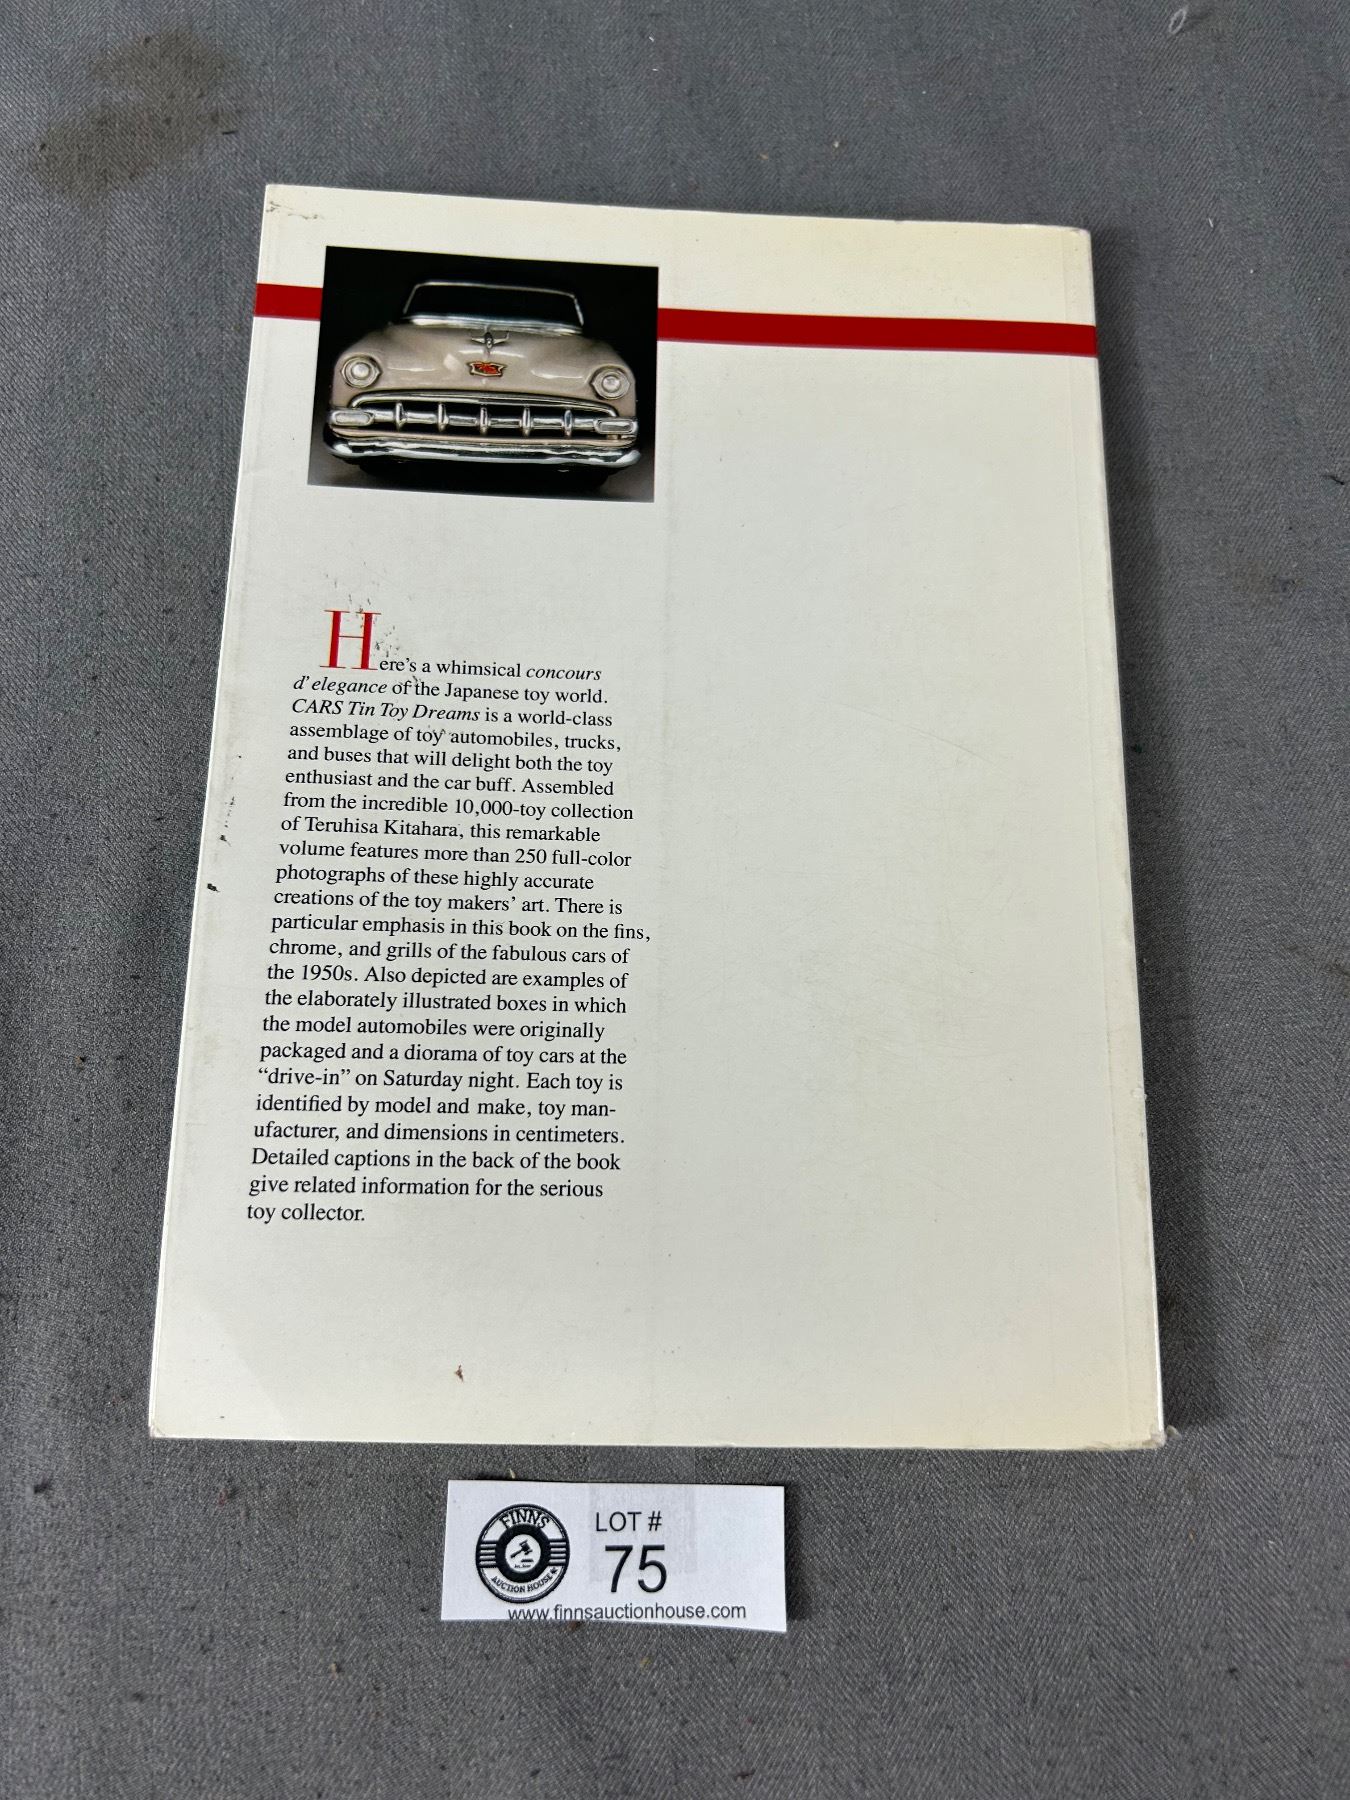 Here's a whimsical concours
d'elegance of the Japanese toy world.
CARS Tin Toy Dreams is a world-class
assemblage of toy automobiles, trucks,
and buses that will delight both the toy
enthusiast and the car buff. Assembled
from the incredible 10,000-toy collection
of Teruhisa Kitahara, this remarkable
volume features more than 250 full-color
photographs of these highly accurate
creations of the toy makers' art. There is
particular emphasis in this book on the fins,
chrome, and grills of the fabulous cars of
the 1950s. Also depicted are examples of
the elaborately illustrated boxes in which
the model automobiles were originally
packaged and a diorama of toy cars at the
“drive-in” on Saturday night. Each toy is
identified by model and make, toy man-
ufacturer, and dimensions in centimeters.
Detailed captions in the back of the book
give related information for the serious
toy collector.
FINNS
AUCTION HOUSE
LOT #
75
www.finnsauctionhouse.com